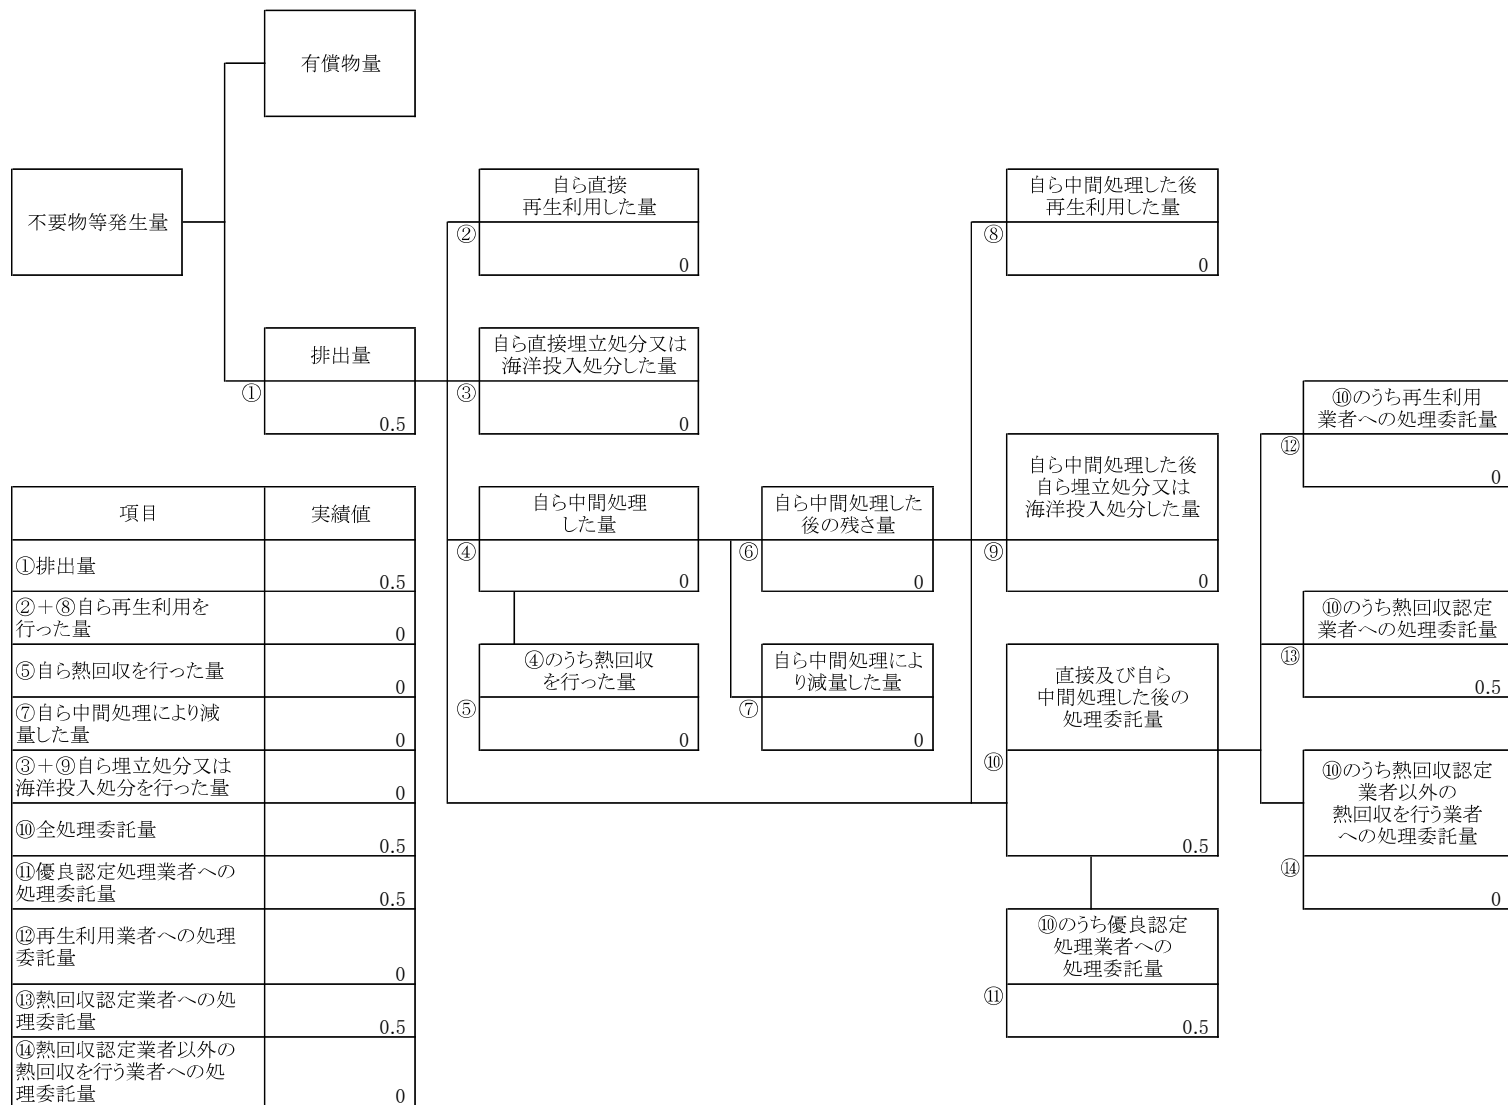 有償物量
不要物等発生量
自ら直接
再生利用した量
②
0
自ら中間処理した後
再生利用した量
⑧
0
排出量
①
0.5
自ら直接埋立処分又は
海洋投入処分した量
③
0
⑩のうち再生利用
業者への処理委託量
⑫
0
自ら中間処理
した量
④
0
自ら中間処理した
後の残さ量
⑥
0
自ら中間処理した後
自ら埋立処分又は
海洋投入処分した量
⑨
0
⑩のうち熱回収認定
業者への処理委託量
⑬
0.5
④のうち熱回収
を行った量
⑤
0
自ら中間処理によ
り減量した量
⑦
0
直接及び自ら
中間処理した後の
処理委託量
⑩
0.5
⑩のうち熱回収認定
業者以外の
熱回収を行う業者
への処理委託量
⑭
0
⑩のうち優良認定
処理業者への
処理委託量
⑪
0.5
項目
実績値
①排出量
0.5
②＋⑧自ら再生利用を
行った量
0
⑤自ら熱回収を行った量
0
⑦自ら中間処理により減
量した量
0
③＋⑨自ら埋立処分又は
海洋投入処分を行った量
0
⑩全処理委託量
0.5
⑪優良認定処理業者への
処理委託量
0.5
⑫再生利用業者への処理
委託量
0
⑬熱回収認定業者への処
理委託量
0.5
⑭熱回収認定業者以外の
熱回収を行う業者への処
理委託量
0